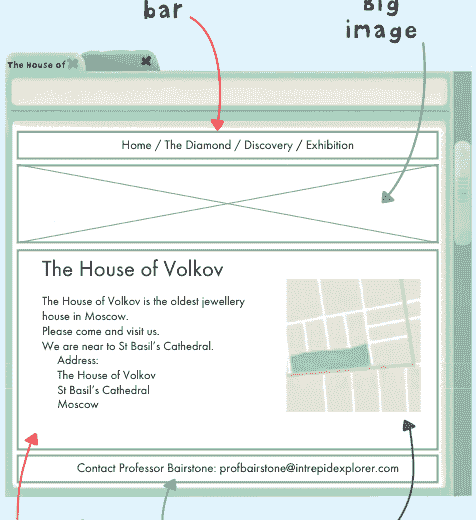 bar
Big
image
The House of
Home / The Diamond / Discovery / Exhibition
The House of Volkov
The House of Volkov is the oldest jewellery
house in Moscow.
Please come and visit us.
We are near to St Basil's Cathedral.
Address:
The House of Volkov
St Basil's Cathedral
Moscow
Contact Professor Bairstone: profbairstone@intrepidexplorer.com